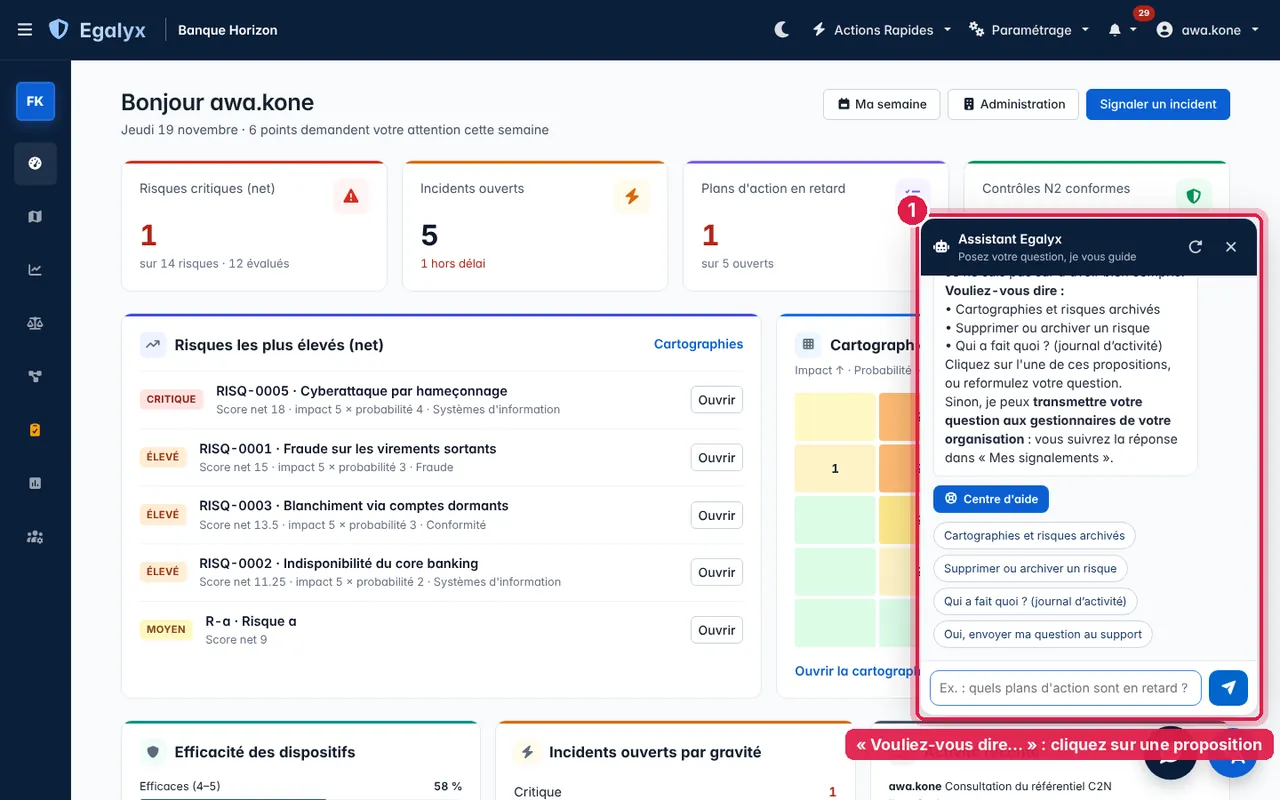 Egalyx
Banque Horizon
Actions Rapides
Paramétrage
29
awa.kone
FK
Bonjour awa.kone
Jeudi 19 novembre · 6 points demandent votre attention cette semaine
Ma semaine
Administration
Signaler un incident
Risques critiques (net)
1
sur 14 risques · 12 évalués
Incidents ouverts
5
1 hors délai
Plans d'action en retard
1
sur 5 ouverts
Contrôles N2 conformes
Risques les plus élevés (net)
Cartographies
CRITIQUE
RISQ-0005 · Cyberattaque par hameçonnage
Score net 18 · impact 5 × probabilité 4 · Systèmes d'information
Ouvrir
ÉLEVÉ
RISQ-0001 · Fraude sur les virements sortants
Score net 15 · impact 5 × probabilité 3 · Fraude
Ouvrir
ÉLEVÉ
RISQ-0003 · Blanchiment via comptes dormants
Score net 13.5 · impact 5 × probabilité 3 · Conformité
Ouvrir
ÉLEVÉ
RISQ-0002 · Indisponibilité du core banking
Score net 11.25 · impact 5 × probabilité 2 · Systèmes d'information
Ouvrir
MOYEN
R-a · Risque a
Score net 9
Ouvrir
Cartograph
Impact ↑ · Probabilité
1
Ouvrir la cartograph
1
Assistant Egalyx
Posez votre question, je vous guide
Vouliez-vous dire :
• Cartographies et risques archivés
• Supprimer ou archiver un risque
• Qui a fait quoi ? (journal d’activité)
Cliquez sur l'une de ces propositions,
ou reformulez votre question.
Sinon, je peux transmettre votre
question aux gestionnaires de votre
organisation : vous suivrez la réponse
dans « Mes signalements ».
Centre d'aide
Cartographies et risques archivés
Supprimer ou archiver un risque
Qui a fait quoi ? (journal d’activité)
Oui, envoyer ma question au support
Ex. : quels plans d'action sont en retard ?
« Vouliez-vous dire… » : cliquez sur une proposition
Efficacité des dispositifs
Efficaces (4–5)
58 %
Incidents ouverts par gravité
Critique
1
awa.kone Consultation du référentiel C2N